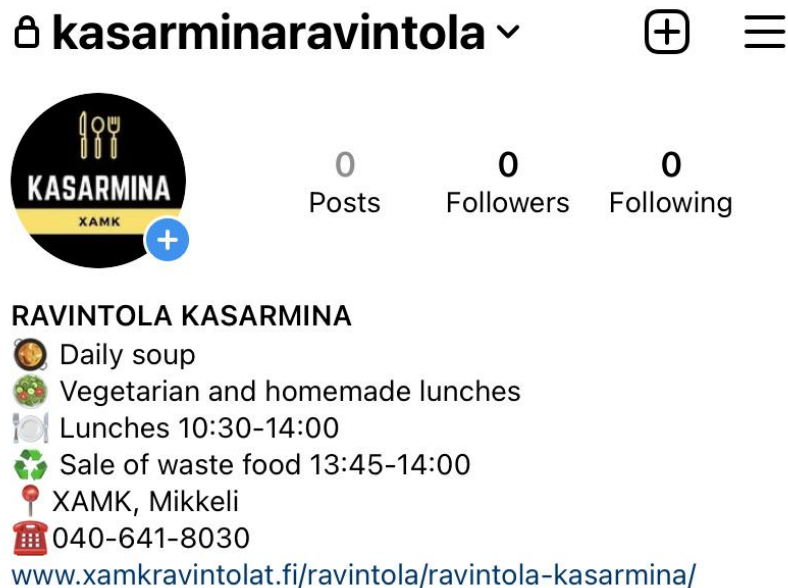 kasarminaravintola
KASARMINA
XAMK
0
Posts
0
Followers
0
Following
RAVINTOLA KASARMINA
Daily soup
Vegetarian and homemade lunches
Lunches 10:30-14:00
Sale of waste food 13:45-14:00
XAMK, Mikkeli
040-641-8030
www.xamkravintolat.fi/ravintola/ravintola-kasarmina/